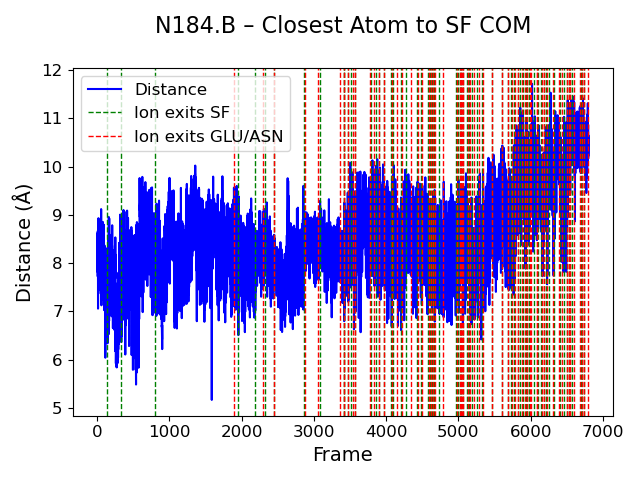 N184.B – Closest Atom to SF COM
Distance
Ion exits SF
Ion exits GLU/ASN
Distance (Å)
12
11
10
9
8
7
6
5
0 1000 2000 3000 4000 5000 6000 7000
Frame